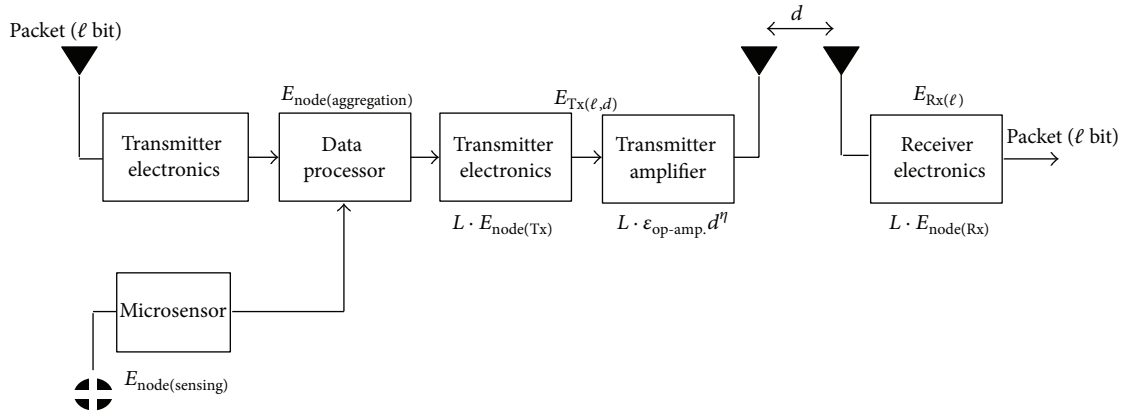 Packet (ℓ bit)
d
E_node(aggregation)
E_Tx(ℓ,d)
E_Rx(ℓ)
Transmitter
electronics
Data
processor
Transmitter
electronics
Transmitter
amplifier
Receiver
electronics
Packet (ℓ bit)
L · E_node(Tx)
L · ε_op-amp. d^η
L · E_node(Rx)
Microsensor
E_node(sensing)